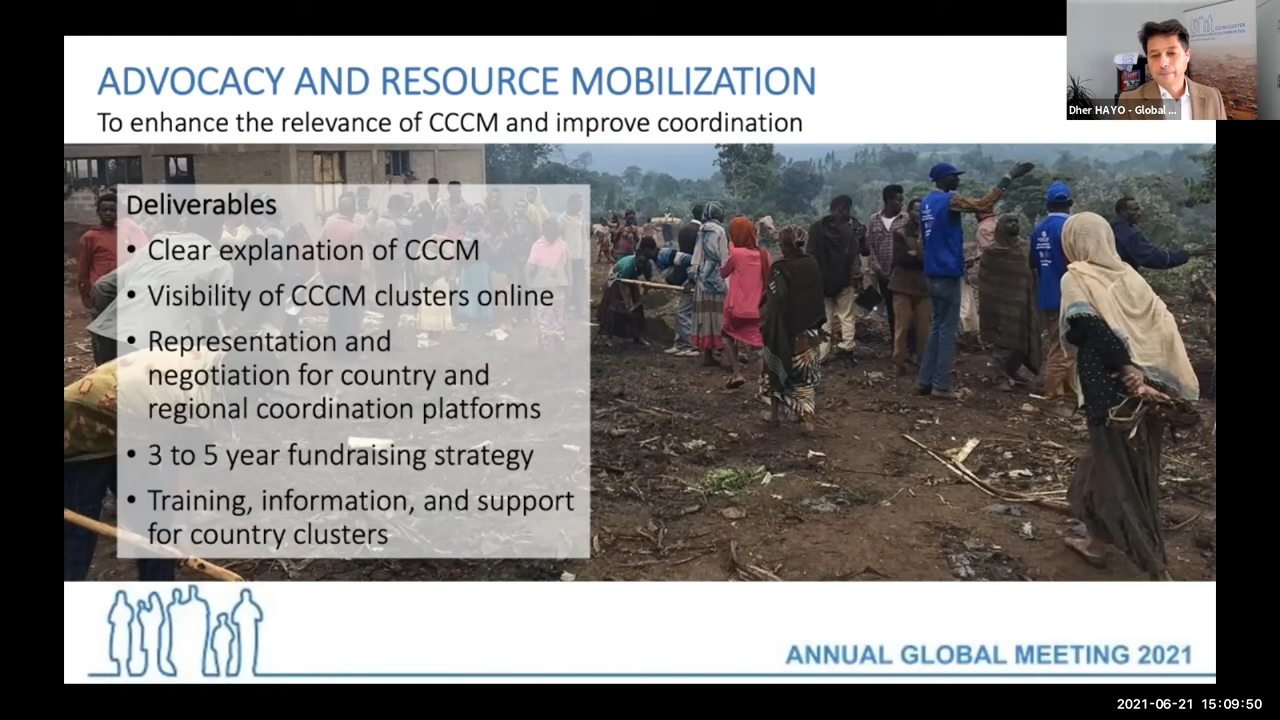 ADVOCACY AND RESOURCE MOBILIZATION
To enhance the relevance of CCCM and improve coordination
Dher HAYO - Global ...
Deliverables
• Clear explanation of CCCM
• Visibility of CCCM clusters online
• Representation and
negotiation for country and
regional coordination platforms
• 3 to 5 year fundraising strategy
• Training, information, and support
for country clusters
ANNUAL GLOBAL MEETING 2021
2021-06-21 15:09:50